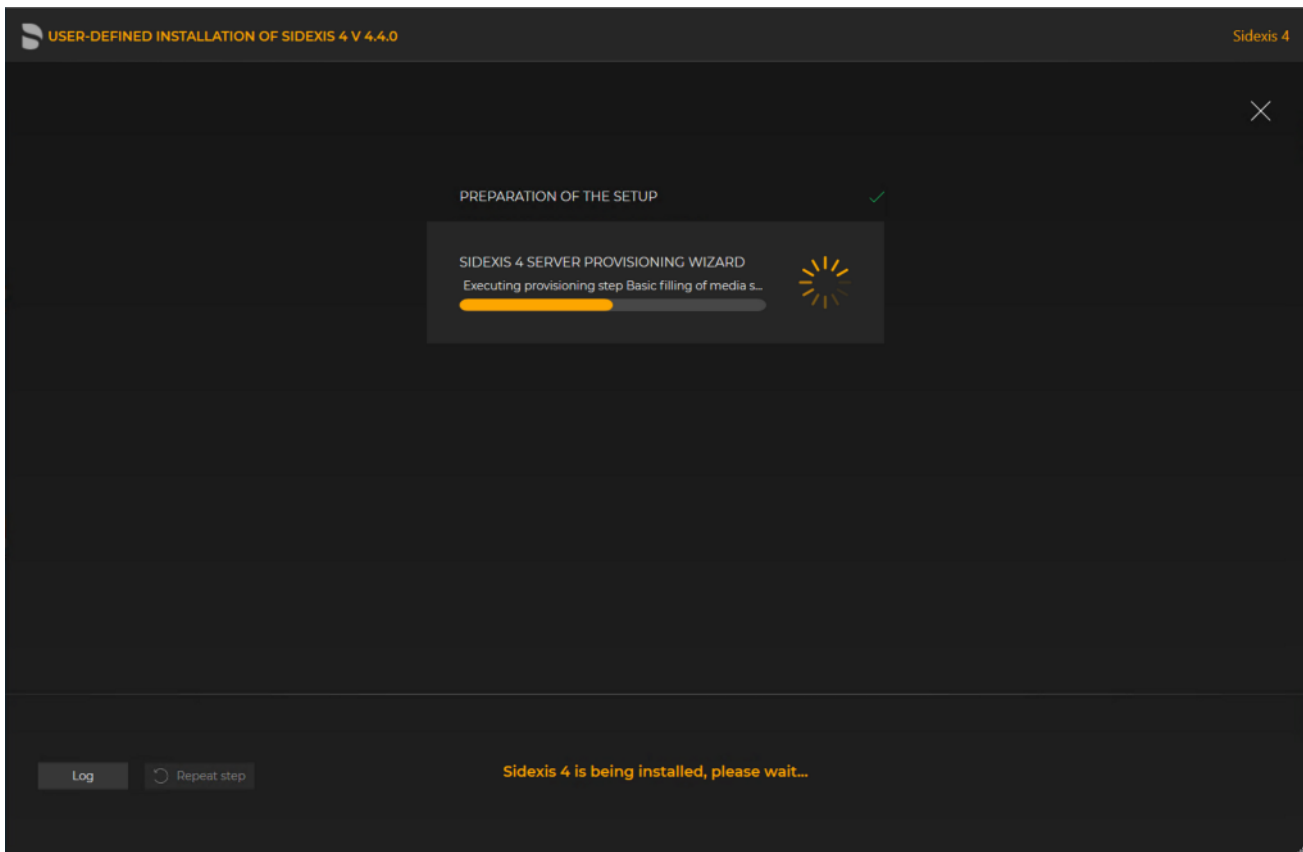 USER-DEFINED INSTALLATION OF SIDEXIS 4 V 4.4.0
Sidexis 4
PREPARATION OF THE SETUP
SIDEXIS 4 SERVER PROVISIONING WIZARD
Executing provisioning step Basic filling of media s...
Log
Repeat step
Sidexis 4 is being installed, please wait...